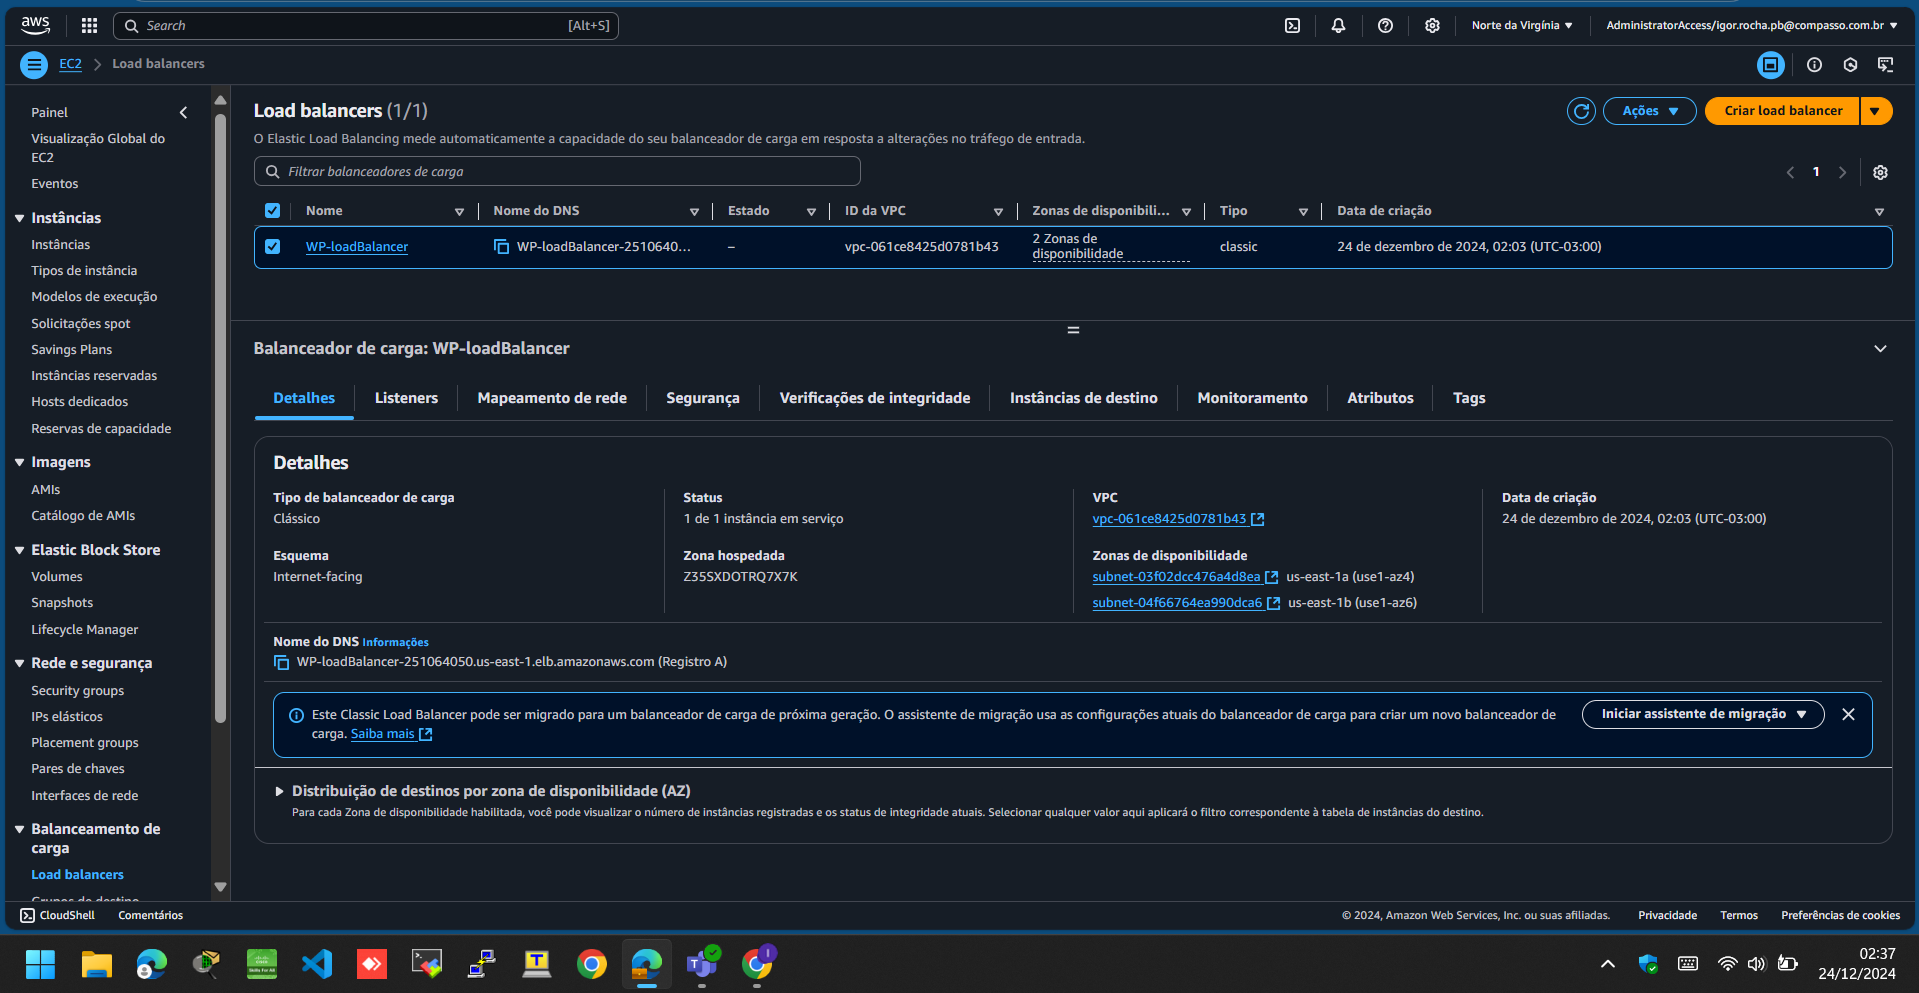 aws
Search
[Alt+S]
Norte da Virgínia
AdministratorAccess/igor.rocha.pb@compasso.com.br
EC2
Load balancers
Painel
Visualização Global do
EC2
Eventos
Instâncias
Instâncias
Tipos de instância
Modelos de execução
Solicitações spot
Savings Plans
Instâncias reservadas
Hosts dedicados
Reservas de capacidade
Imagens
AMIs
Catálogo de AMIs
Elastic Block Store
Volumes
Snapshots
Lifecycle Manager
Rede e segurança
Security groups
IPs elásticos
Placement groups
Pares de chaves
Interfaces de rede
Balanceamento de
carga
Load balancers
Grupos de destino
Load balancers (1/1)
Ações
Criar load balancer
O Elastic Load Balancing mede automaticamente a capacidade do seu balanceador de carga em resposta a alterações no tráfego de entrada.
Filtrar balanceadores de carga
1
Nome
Nome do DNS
Estado
ID da VPC
Zonas de disponibili...
Tipo
Data de criação
WP-loadBalancer
WP-loadBalancer-2510640...
–
vpc-061ce8425d0781b43
2 Zonas de
disponibilidade
classic
24 de dezembro de 2024, 02:03 (UTC-03:00)
Balanceador de carga: WP-loadBalancer
Detalhes
Listeners
Mapeamento de rede
Segurança
Verificações de integridade
Instâncias de destino
Monitoramento
Atributos
Tags
Detalhes
Tipo de balanceador de carga
Clássico
Esquema
Internet-facing
Status
1 de 1 instância em serviço
Zona hospedada
Z35SXDOTRQ7X7K
VPC
vpc-061ce8425d0781b43
Zonas de disponibilidade
subnet-03f02dcc476a4d8ea us-east-1a (use1-az4)
subnet-04f66764ea990dca6 us-east-1b (use1-az6)
Data de criação
24 de dezembro de 2024, 02:03 (UTC-03:00)
Nome do DNS Informações
WP-loadBalancer-251064050.us-east-1.elb.amazonaws.com (Registro A)
Este Classic Load Balancer pode ser migrado para um balanceador de carga de próxima geração. O assistente de migração usa as configurações atuais do balanceador de carga para criar um novo balanceador de
carga. Saiba mais
Iniciar assistente de migração
Distribuição de destinos por zona de disponibilidade (AZ)
Para cada Zona de disponibilidade habilitada, você pode visualizar o número de instâncias registradas e os status de integridade atuais. Selecionar qualquer valor aqui aplicará o filtro correspondente à tabela de instâncias do destino.
CloudShell
Comentários
© 2024, Amazon Web Services, Inc. ou suas afiliadas.
Privacidade
Termos
Preferências de cookies
02:37
24/12/2024